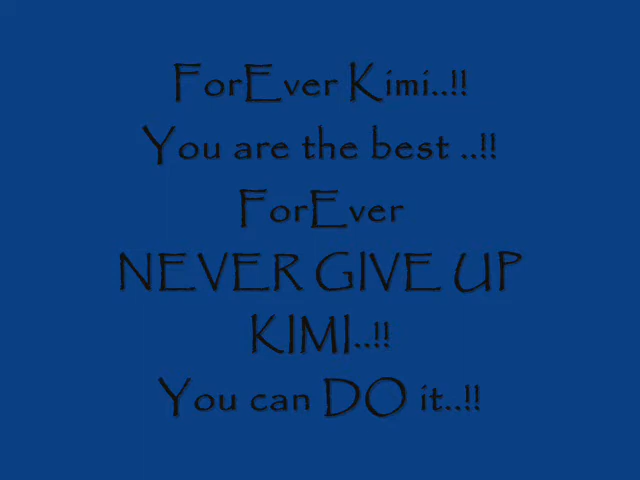 ForEver Kimi..!!
You are the best ..!!
ForEver
NEVER GIVE UP
KIMI..!!
You can DO it..!!